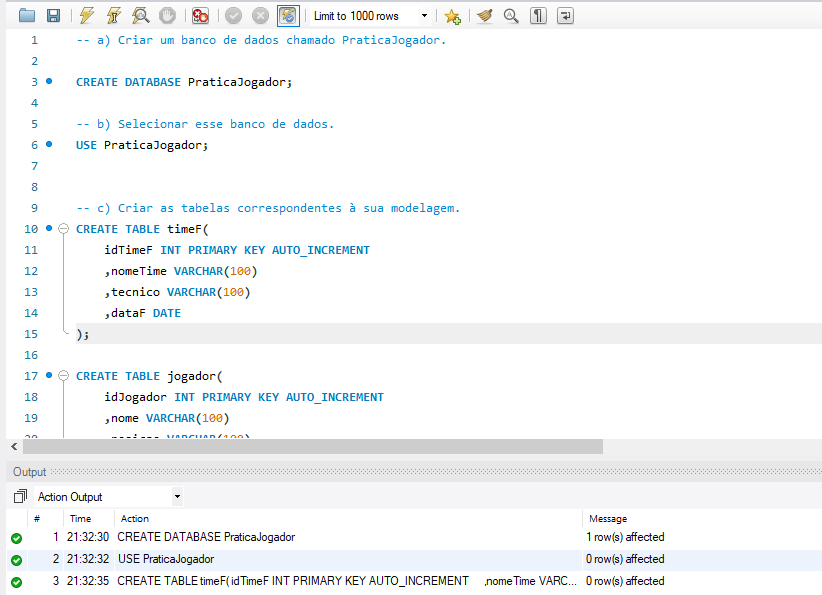 Limit to 1000 rows
1 -- a) Criar um banco de dados chamado PraticaJogador.
2
3 CREATE DATABASE PraticaJogador;
4
5 -- b) Selecionar esse banco de dados.
6 USE PraticaJogador;
7
8
9 -- c) Criar as tabelas correspondentes à sua modelagem.
10 CREATE TABLE timeF(
11 idTimeF INT PRIMARY KEY AUTO_INCREMENT
12 ,nomeTime VARCHAR(100)
13 ,tecnico VARCHAR(100)
14 ,dataF DATE
15 );
16
17 CREATE TABLE jogador(
18 idJogador INT PRIMARY KEY AUTO_INCREMENT
19 ,nome VARCHAR(100)
20 VARCHAR(100)
Output
Action Output
# Time Action Message
1 21:32:30 CREATE DATABASE PraticaJogador 1 row(s) affected
2 21:32:32 USE PraticaJogador 0 row(s) affected
3 21:32:35 CREATE TABLE timeF( idTimeF INT PRIMARY KEY AUTO_INCREMENT ,nomeTime VARC... 0 row(s) affected